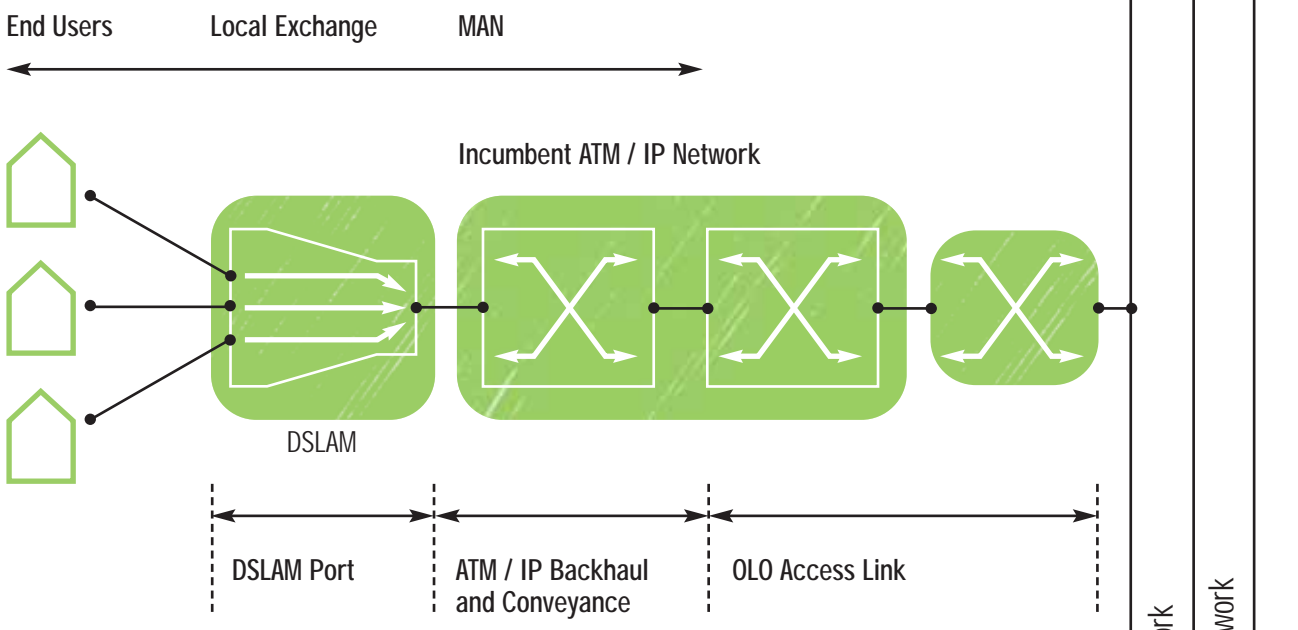 End Users
Local Exchange
MAN
Incumbent ATM / IP Network
DSLAM
DSLAM Port
ATM / IP Backhaul
and Conveyance
OLO Access Link